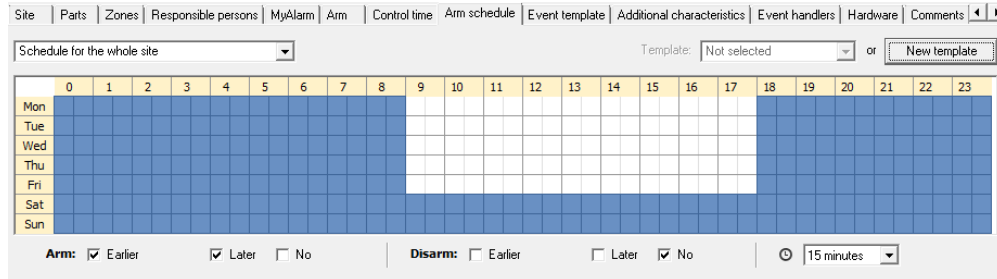 Site Parts Zones Responsible persons MyAlarm Arm Control time Arm schedule Event template Additional characteristics Event handlers Hardware Comments
Schedule for the whole site Template: Not selected or New template
0 1 2 3 4 5 6 7 8 9 10 11 12 13 14 15 16 17 18 19 20 21 22 23
Mon
Tue
Wed
Thu
Fri
Sat
Sun
Arm: Earlier Later No Disarm: Earlier Later No 15 minutes